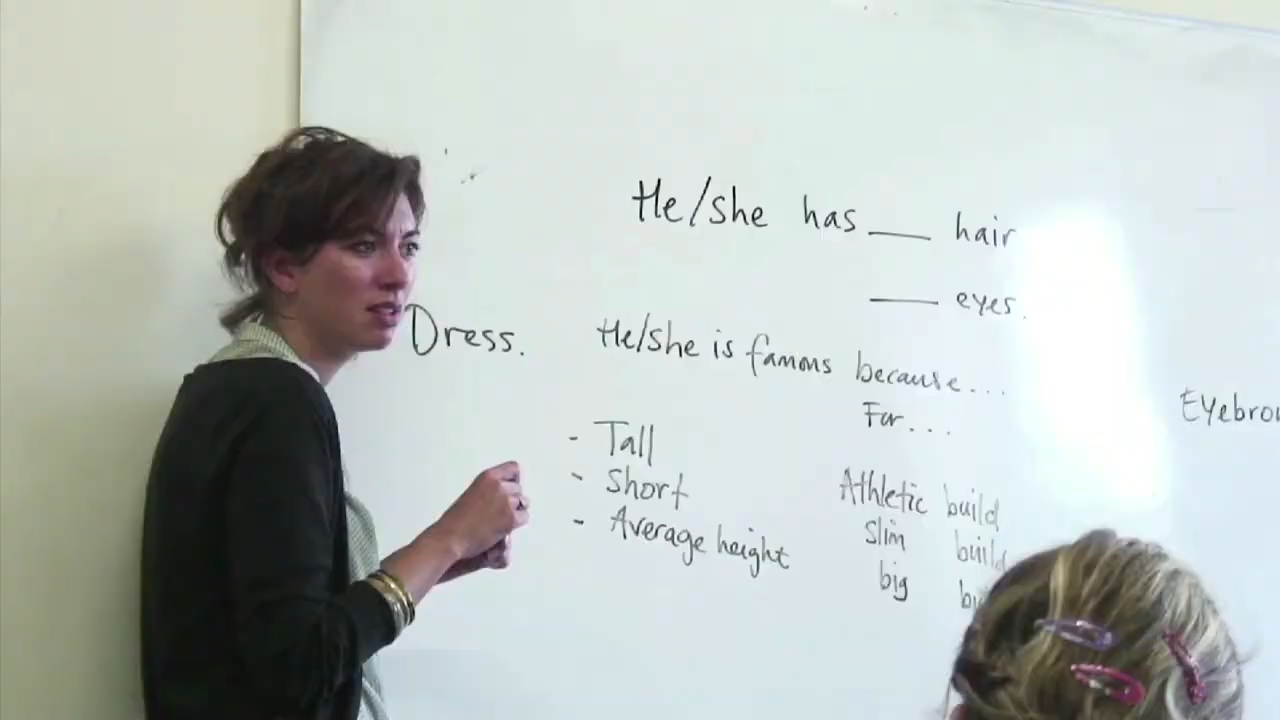 He/she has ___ hair
___ eyes.
Dress.
He/she is famous because...
For...
Eyebro
- Tall
- Short
- Average height
Athletic build
Slim build
big